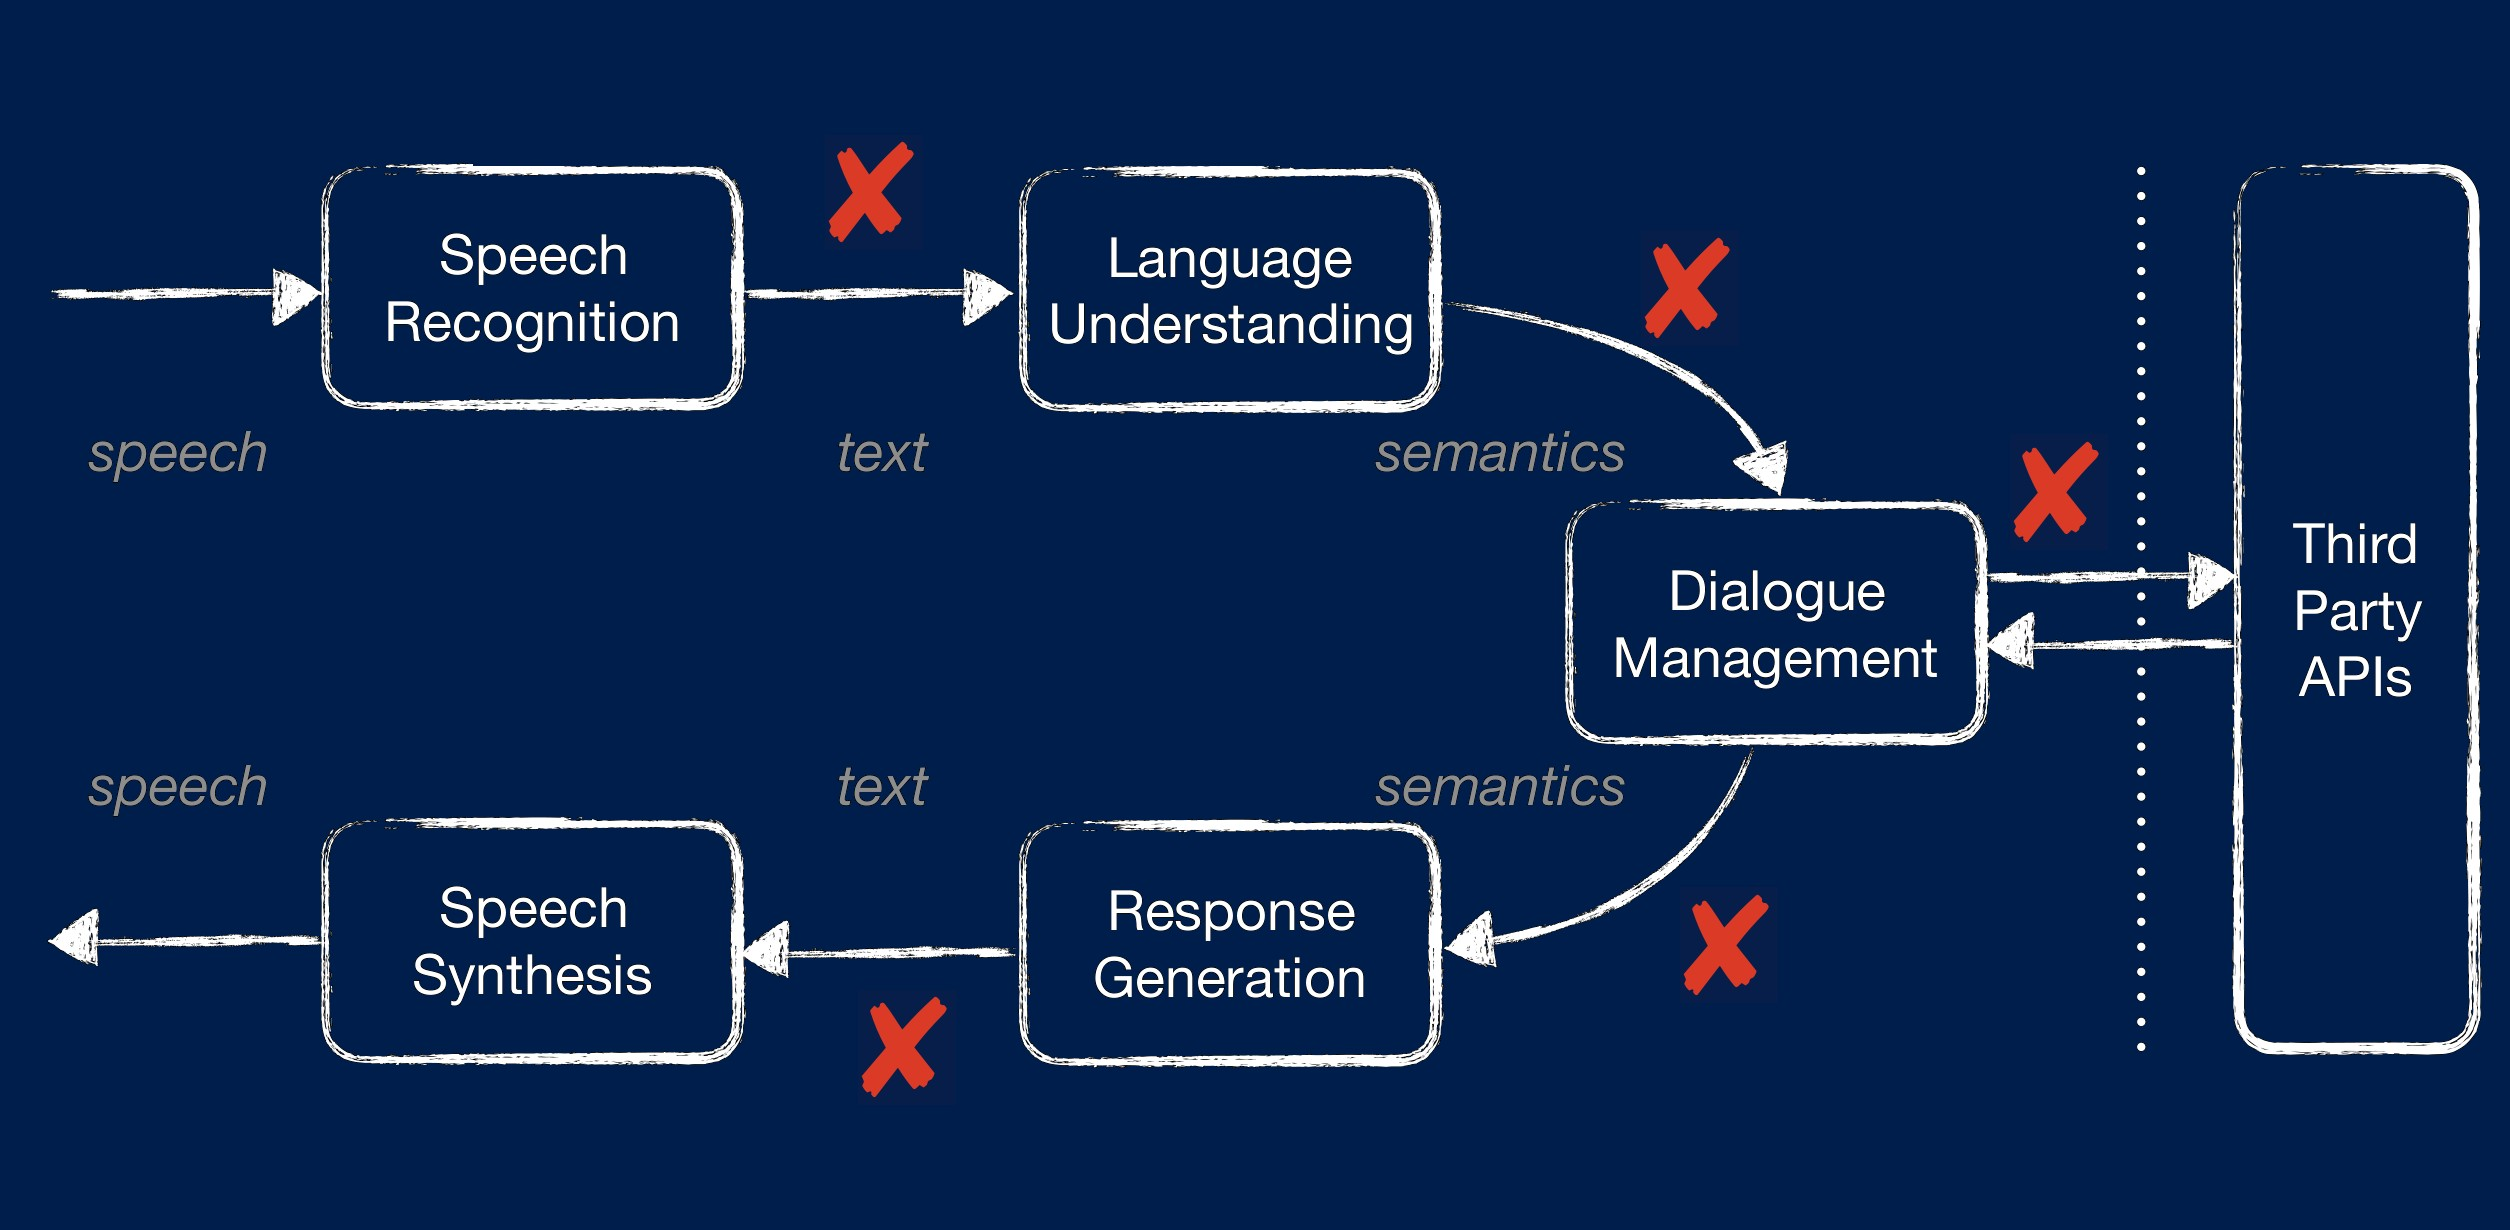 Speech
Recognition
Language
Understanding
speech
text
semantics
Dialogue
Management
Third
Party
APIs
speech
text
semantics
Speech
Synthesis
Response
Generation